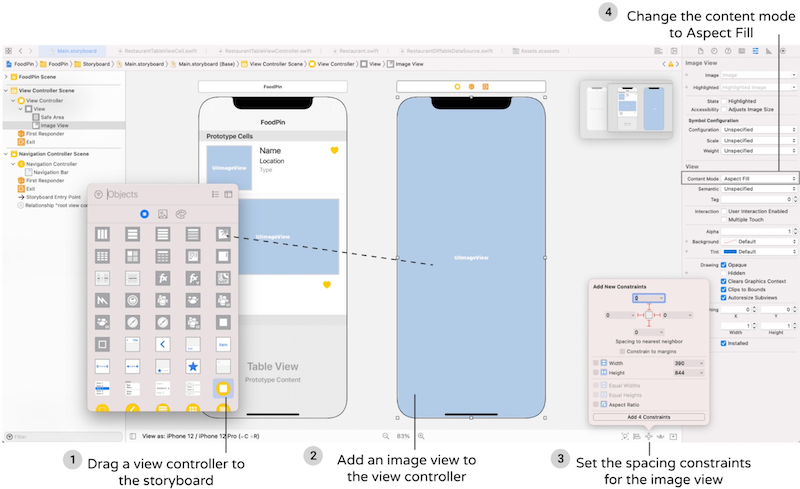 4
Change the content mode
to Aspect Fill
Main.storyboard
RestaurantTableViewCell.swift
RestaurantTableViewController.swift
Restaurant.swift
RestaurantDiffableDataSource.swift
Assets.xcassets
FoodPin
FoodPin
Storyboard
Main.storyboard
Main.storyboard (Base)
View Controller Scene
View Controller
View
Image View
FoodPin Scene
View Controller Scene
View Controller
View
Safe Area
Image View
First Responder
Exit
Navigation Controller Scene
Navigation Controller
Navigation Bar
First Responder
Exit
Storyboard Entry Point
Relationship "root view con
Filter
FoodPin
FoodPin
Prototype Cells
UIImageView
Name
Location
Type
UIImageView
Table View
Prototype Content
UIImageView
Objects
Image View
Image
Image
Highlighted
Highlighted Image
State
Highlighted
Accessibility
Adjusts Image Size
Symbol Configuration
Configuration
Unspecified
Scale
Unspecified
Weight
Unspecified
View
Content Mode
Aspect Fill
Semantic
Unspecified
Tag
0
Interaction
User Interaction Enabled
Multiple Touch
Alpha
1
Background
Default
Tint
Default
Drawing
Opaque
Hidden
Clears Graphics Context
Clips to Bounds
Autoresize Subviews
0
0
X
Y
1
1
Width
Height
Installed
Add New Constraints
0
0
0
0
Spacing to nearest neighbor
Constrain to margins
Width
390
Height
844
Equal Widths
Equal Heights
Aspect Ratio
Add 4 Constraints
View as: iPhone 12 / iPhone 12 Pro
83%
1
Drag a view controller to
the storyboard
2
Add an image view to
the view controller
3
Set the spacing constraints
for the image view